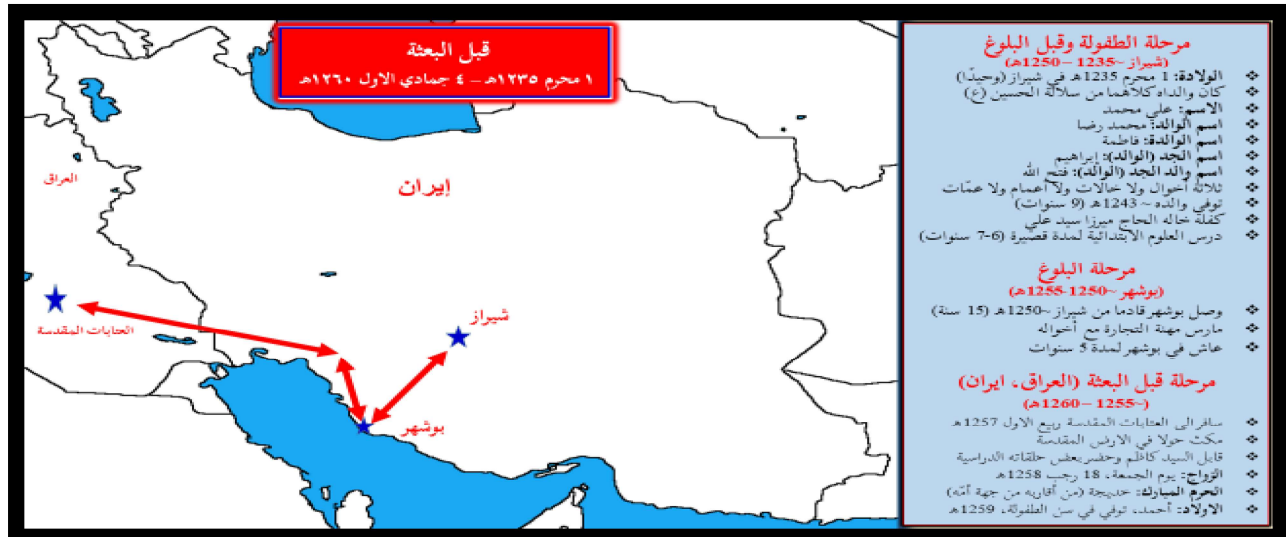 قبل البعثة
١ محرم ١٢٣٥هـ – ٤ جمادي الاول ١٢٦٠هـ
مرحلة الطفولة وقبل البلوغ
(شيراز ~1235 – 1250هـ)
❖ الولادة: 1 محرم 1235هـ في شيراز (وحيدًا)
❖ كان والداه كلاهما من سلالة الحسين (ع)
❖ الاسم: علي محمد
❖ اسم الوالد: محمد رضا
❖ اسم الوالدة: فاطمة
❖ اسم الجد (الوالد): إبراهيم
❖ اسم والد الجد (الوالد): فتح الله
❖ ثلاثة أخوال ولا خالات ولا أعمام ولا عمّات
❖ توفي والده ~ 1243هـ (9 سنوات)
❖ كفلة خاله الحاج ميرزا سيد علي
❖ درس العلوم الابتدائية لمدة قصيرة (6-7 سنوات)
مرحلة البلوغ
(بوشهر ~1250-1255هـ)
❖ وصل بوشهر قادما من شيراز ~1250هـ (15 سنة)
❖ مارس مهنة التجارة مع أخواله
❖ عاش في بوشهر لمدة 5 سنوات
مرحلة قبل البعثة (العراق، ايران)
(~1255 – 1260هـ)
❖ سافر الى العتابات المقدسة ربيع الاول 1257هـ
❖ مكث حولا في الارض المقدسة
❖ قابل السيد كاظم وحضر بعض حلقاته الدراسية
❖ الزواج: يوم الجمعة، 18 رجب 1258هـ
❖ الحرم المبارك: خديجة (من أقاربه من جهة أمّه)
❖ الاولاد: أحمد، توفي في سن الطفولة، 1259هـ
العراق
إيران
العتابات المقدسة
شيراز
بوشهر